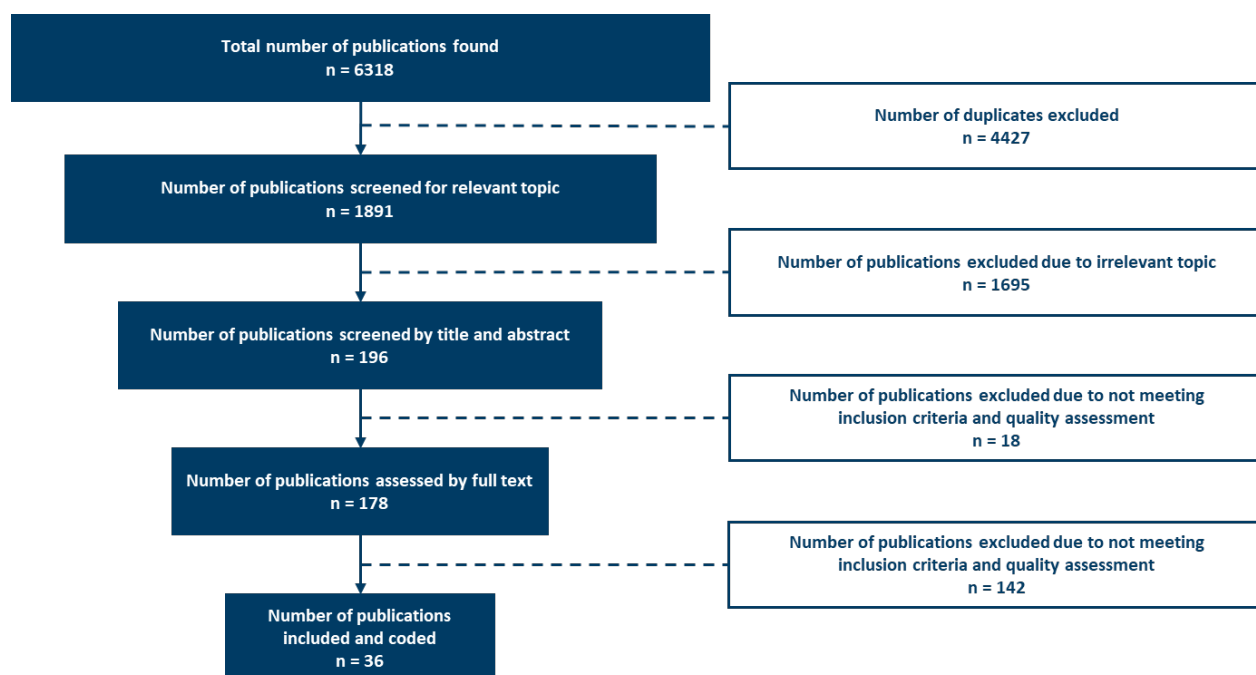 Total number of publications found
n = 6318
Number of duplicates excluded
n = 4427
Number of publications screened for relevant topic
n = 1891
Number of publications excluded due to irrelevant topic
n = 1695
Number of publications screened by title and abstract
n = 196
Number of publications excluded due to not meeting
inclusion criteria and quality assessment
n = 18
Number of publications assessed by full text
n = 178
Number of publications excluded due to not meeting
inclusion criteria and quality assessment
n = 142
Number of publications
included and coded
n = 36